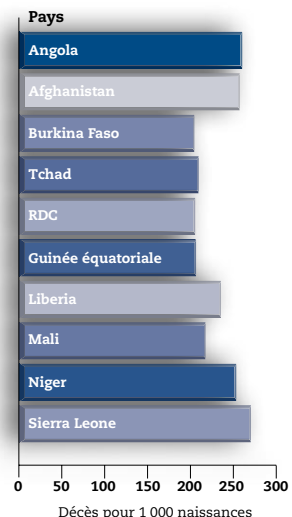 Pays
Angola
Afghanistan
Burkina Faso
Tchad
RDC
Guinée équatoriale
Liberia
Mali
Niger
Sierra Leone
0 50 100 150 200 250 300
Décès pour 1 000 naissances